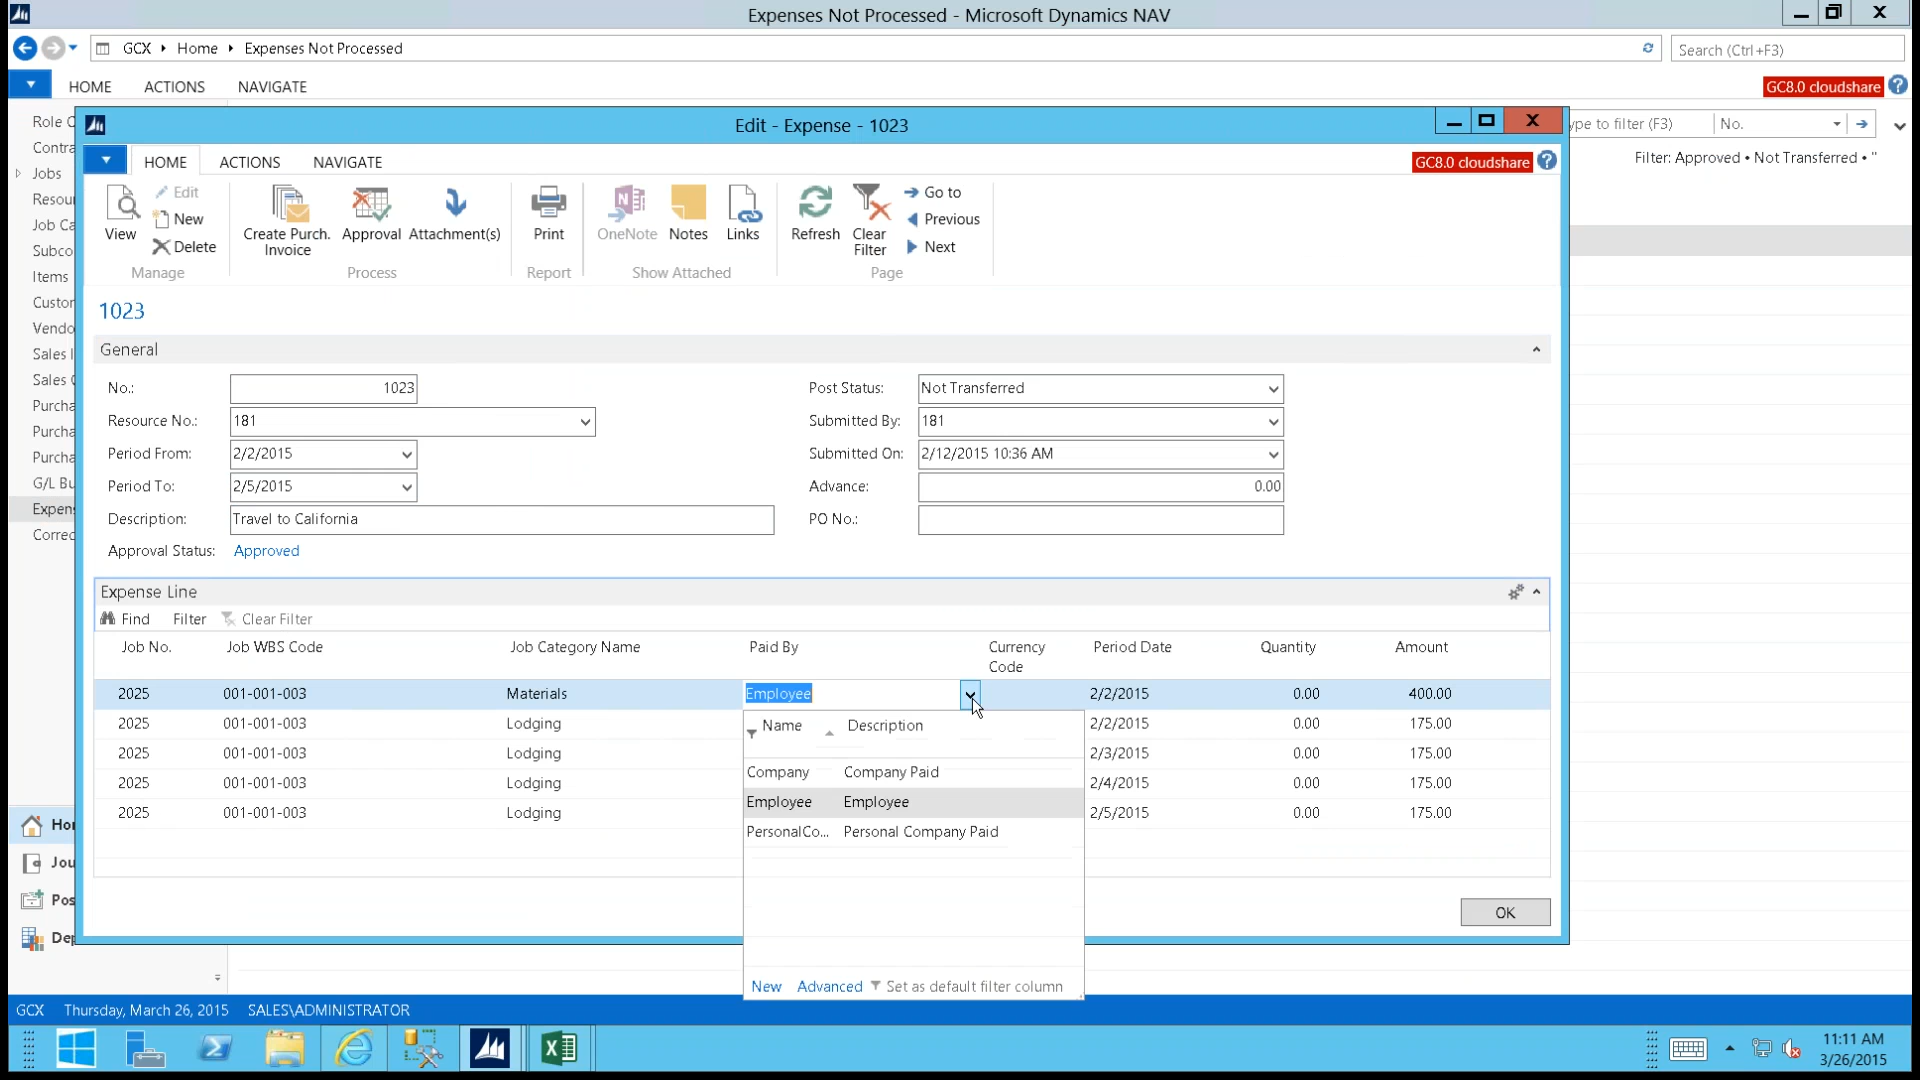 Expenses Not Processed - Microsoft Dynamics NAV
GCX Home Expenses Not Processed
Search (Ctrl+F3)
HOME ACTIONS NAVIGATE
GC8.0 cloudshare
Role C
Contra
Jobs
Resour
Job Ca
Subco
Items
Custor
Vendo
Sales I
Sales
Purcha
Purcha
Purcha
G/L Bu
Expens
Correc
Type to filter (F3) No.
Filter: Approved • Not Transferred • ''
Edit - Expense - 1023
HOME ACTIONS NAVIGATE
GC8.0 cloudshare
View
Edit
New
Delete
Manage
Create Purch. Invoice
Approval
Attachment(s)
Process
Print
Report
OneNote
Notes
Links
Show Attached
Refresh
Clear Filter
Go to
Previous
Next
Page
1023
General
No.: 1023
Resource No.: 181
Period From: 2/2/2015
Period To: 2/5/2015
Description: Travel to California
Approval Status: Approved
Post Status: Not Transferred
Submitted By: 181
Submitted On: 2/12/2015 10:36 AM
Advance: 0.00
PO No.:
Expense Line
Find Filter Clear Filter
Job No. Job WBS Code Job Category Name Paid By Currency Code Period Date Quantity Amount
2025 001-001-003 Materials Employee 2/2/2015 0.00 400.00
2025 001-001-003 Lodging 2/2/2015 0.00 175.00
2025 001-001-003 Lodging 2/3/2015 0.00 175.00
2025 001-001-003 Lodging 2/4/2015 0.00 175.00
2025 001-001-003 Lodging 2/5/2015 0.00 175.00
Name Description
Company Company Paid
Employee Employee
PersonalCo... Personal Company Paid
New Advanced Set as default filter column
OK
Hor
Jou
Pos
Dep
GCX Thursday, March 26, 2015 SALES\ADMINISTRATOR
11:11 AM
3/26/2015